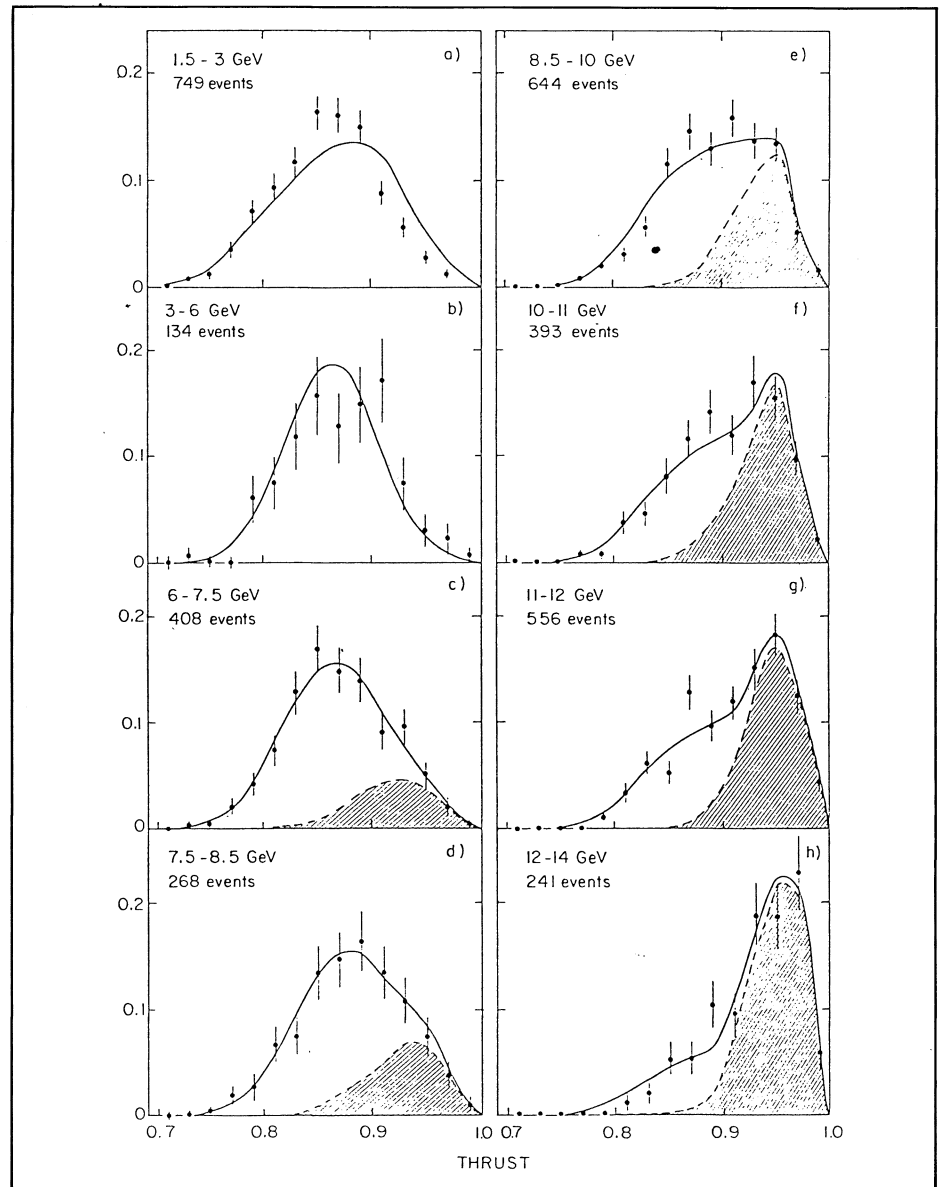 a)
1.5 - 3 GeV
749 events
0.2
0.1
0
b)
3 - 6 GeV
134 events
0.2
0.1
0
c)
6 - 7.5 GeV
408 events
0.2
0.1
0
d)
7.5 - 8.5 GeV
268 events
0.2
0.1
0
0.7 0.8 0.9 1.0
e)
8.5 - 10 GeV
644 events
f)
10 - 11 GeV
393 events
g)
11 - 12 GeV
556 events
h)
12 - 14 GeV
241 events
0.7 0.8 0.9 1.0
THRUST